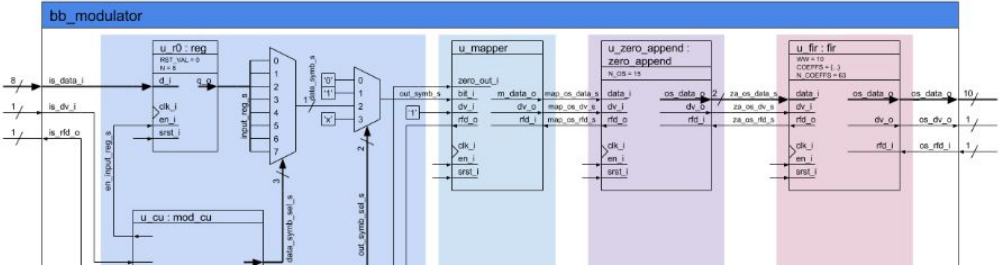 bb_modulator
u_r0 : reg
RST_VAL = 0
N = 8
d_i
q_o
clk_i
en_i
srst_i
8
is_data_i
1
is_dv_i
1
is_rfd_o
en_input_reg_s
input_reg_s
0
1
2
3
4
5
6
7
3
data_symb_sel_s
1
data_symb_s
'0'
'1'
'x'
0
1
2
3
2
out_symb_sel_s
out_symb_s
'1'
u_cu : mod_cu
u_mapper
zero_out_i
bit_i
m_data_o
dv_i
dv_o
rfd_o
rfd_i
clk_i
en_i
srst_i
map_os_data_s
map_os_dv_s
map_os_rfd_s
u_zero_append :
zero_append
N_OS = 15
data_i
os_data_o
dv_i
dv_o
rfd_o
rfd_i
clk_i
en_i
srst_i
2
za_os_data_s
za_os_dv_s
za_os_rfd_s
u_fir : fir
WW = 10
COEFFS = {...}
N_COEFFS = 63
data_i
os_data_o
dv_i
dv_o
rfd_o
rfd_i
clk_i
en_i
srst_i
os_data_o
10
os_dv_o
1
os_rfd_i
1